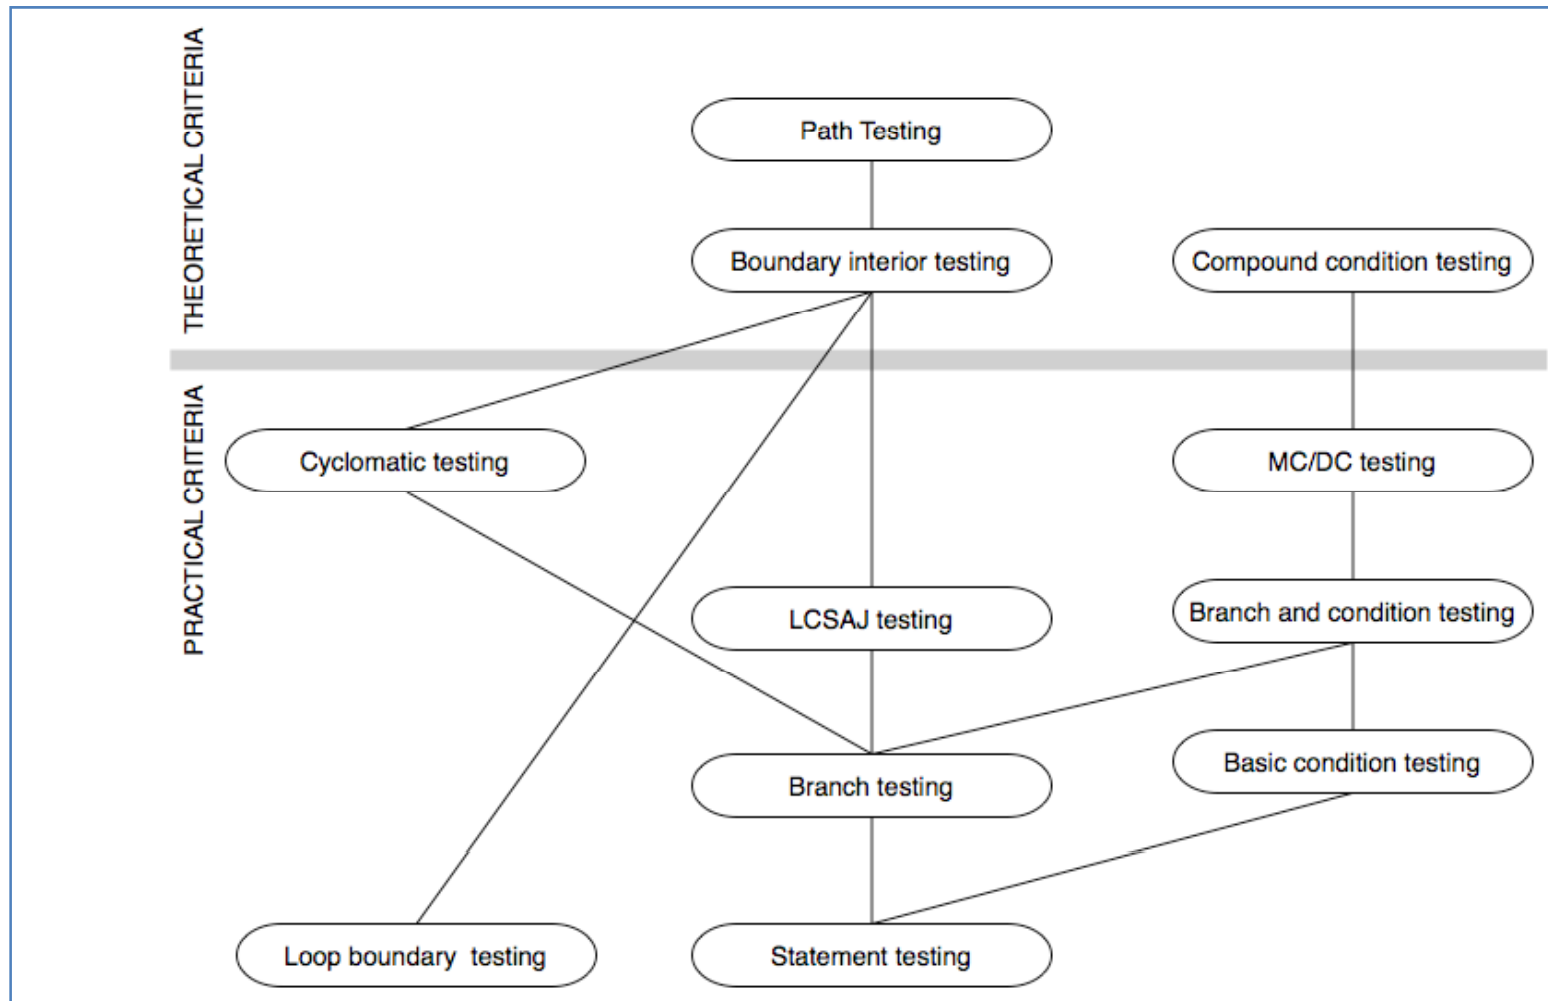 THEORETICAL CRITERIA
Path Testing
Boundary interior testing
Compound condition testing
PRACTICAL CRITERIA
Cyclomatic testing
MC/DC testing
LCSAJ testing
Branch and condition testing
Branch testing
Basic condition testing
Loop boundary testing
Statement testing